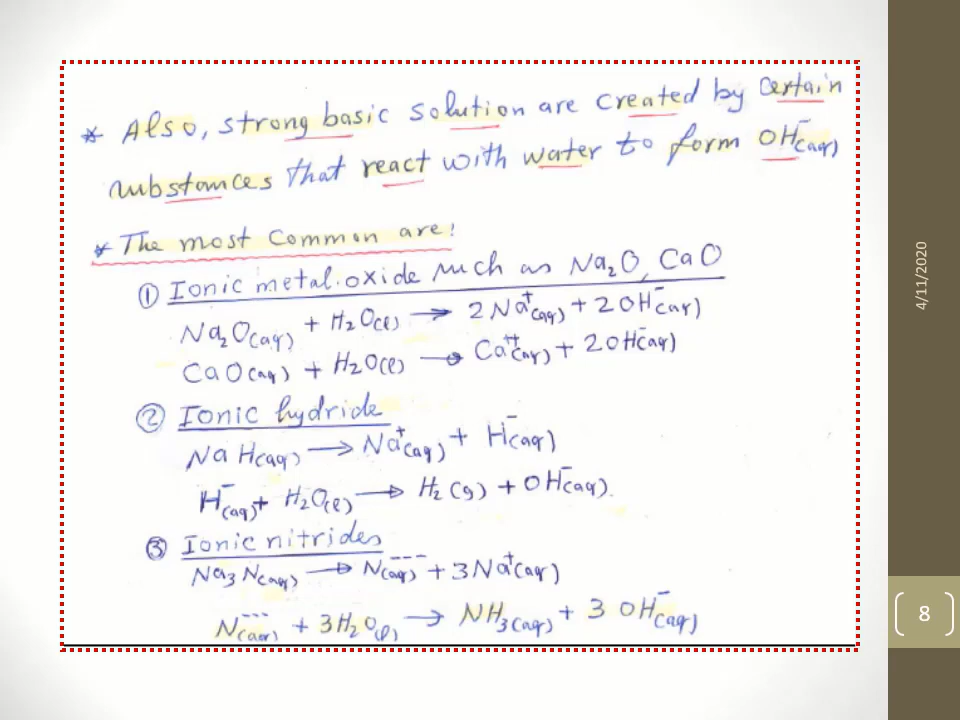 * Also, strong basic solution are created by certain
substances that react with water to form OH⁻(aq)
* The most common are:
① Ionic metal oxide such as Na₂O, CaO
Na₂O(aq) + H₂O(l) → 2Na⁺(aq) + 2OH⁻(aq)
CaO(aq) + H₂O(l) → Ca⁺⁺(aq) + 2OH⁻(aq)
② Ionic hydride
NaH(aq) → Na⁺(aq) + H⁻(aq)
H⁻(aq) + H₂O(l) → H₂(g) + OH⁻(aq).
③ Ionic nitrides
Na₃N(aq) → N⁻⁻⁻(aq) + 3Na⁺(aq)
N⁻⁻⁻(aq) + 3H₂O(l) → NH₃(aq) + 3OH⁻(aq)
4/11/2020
8